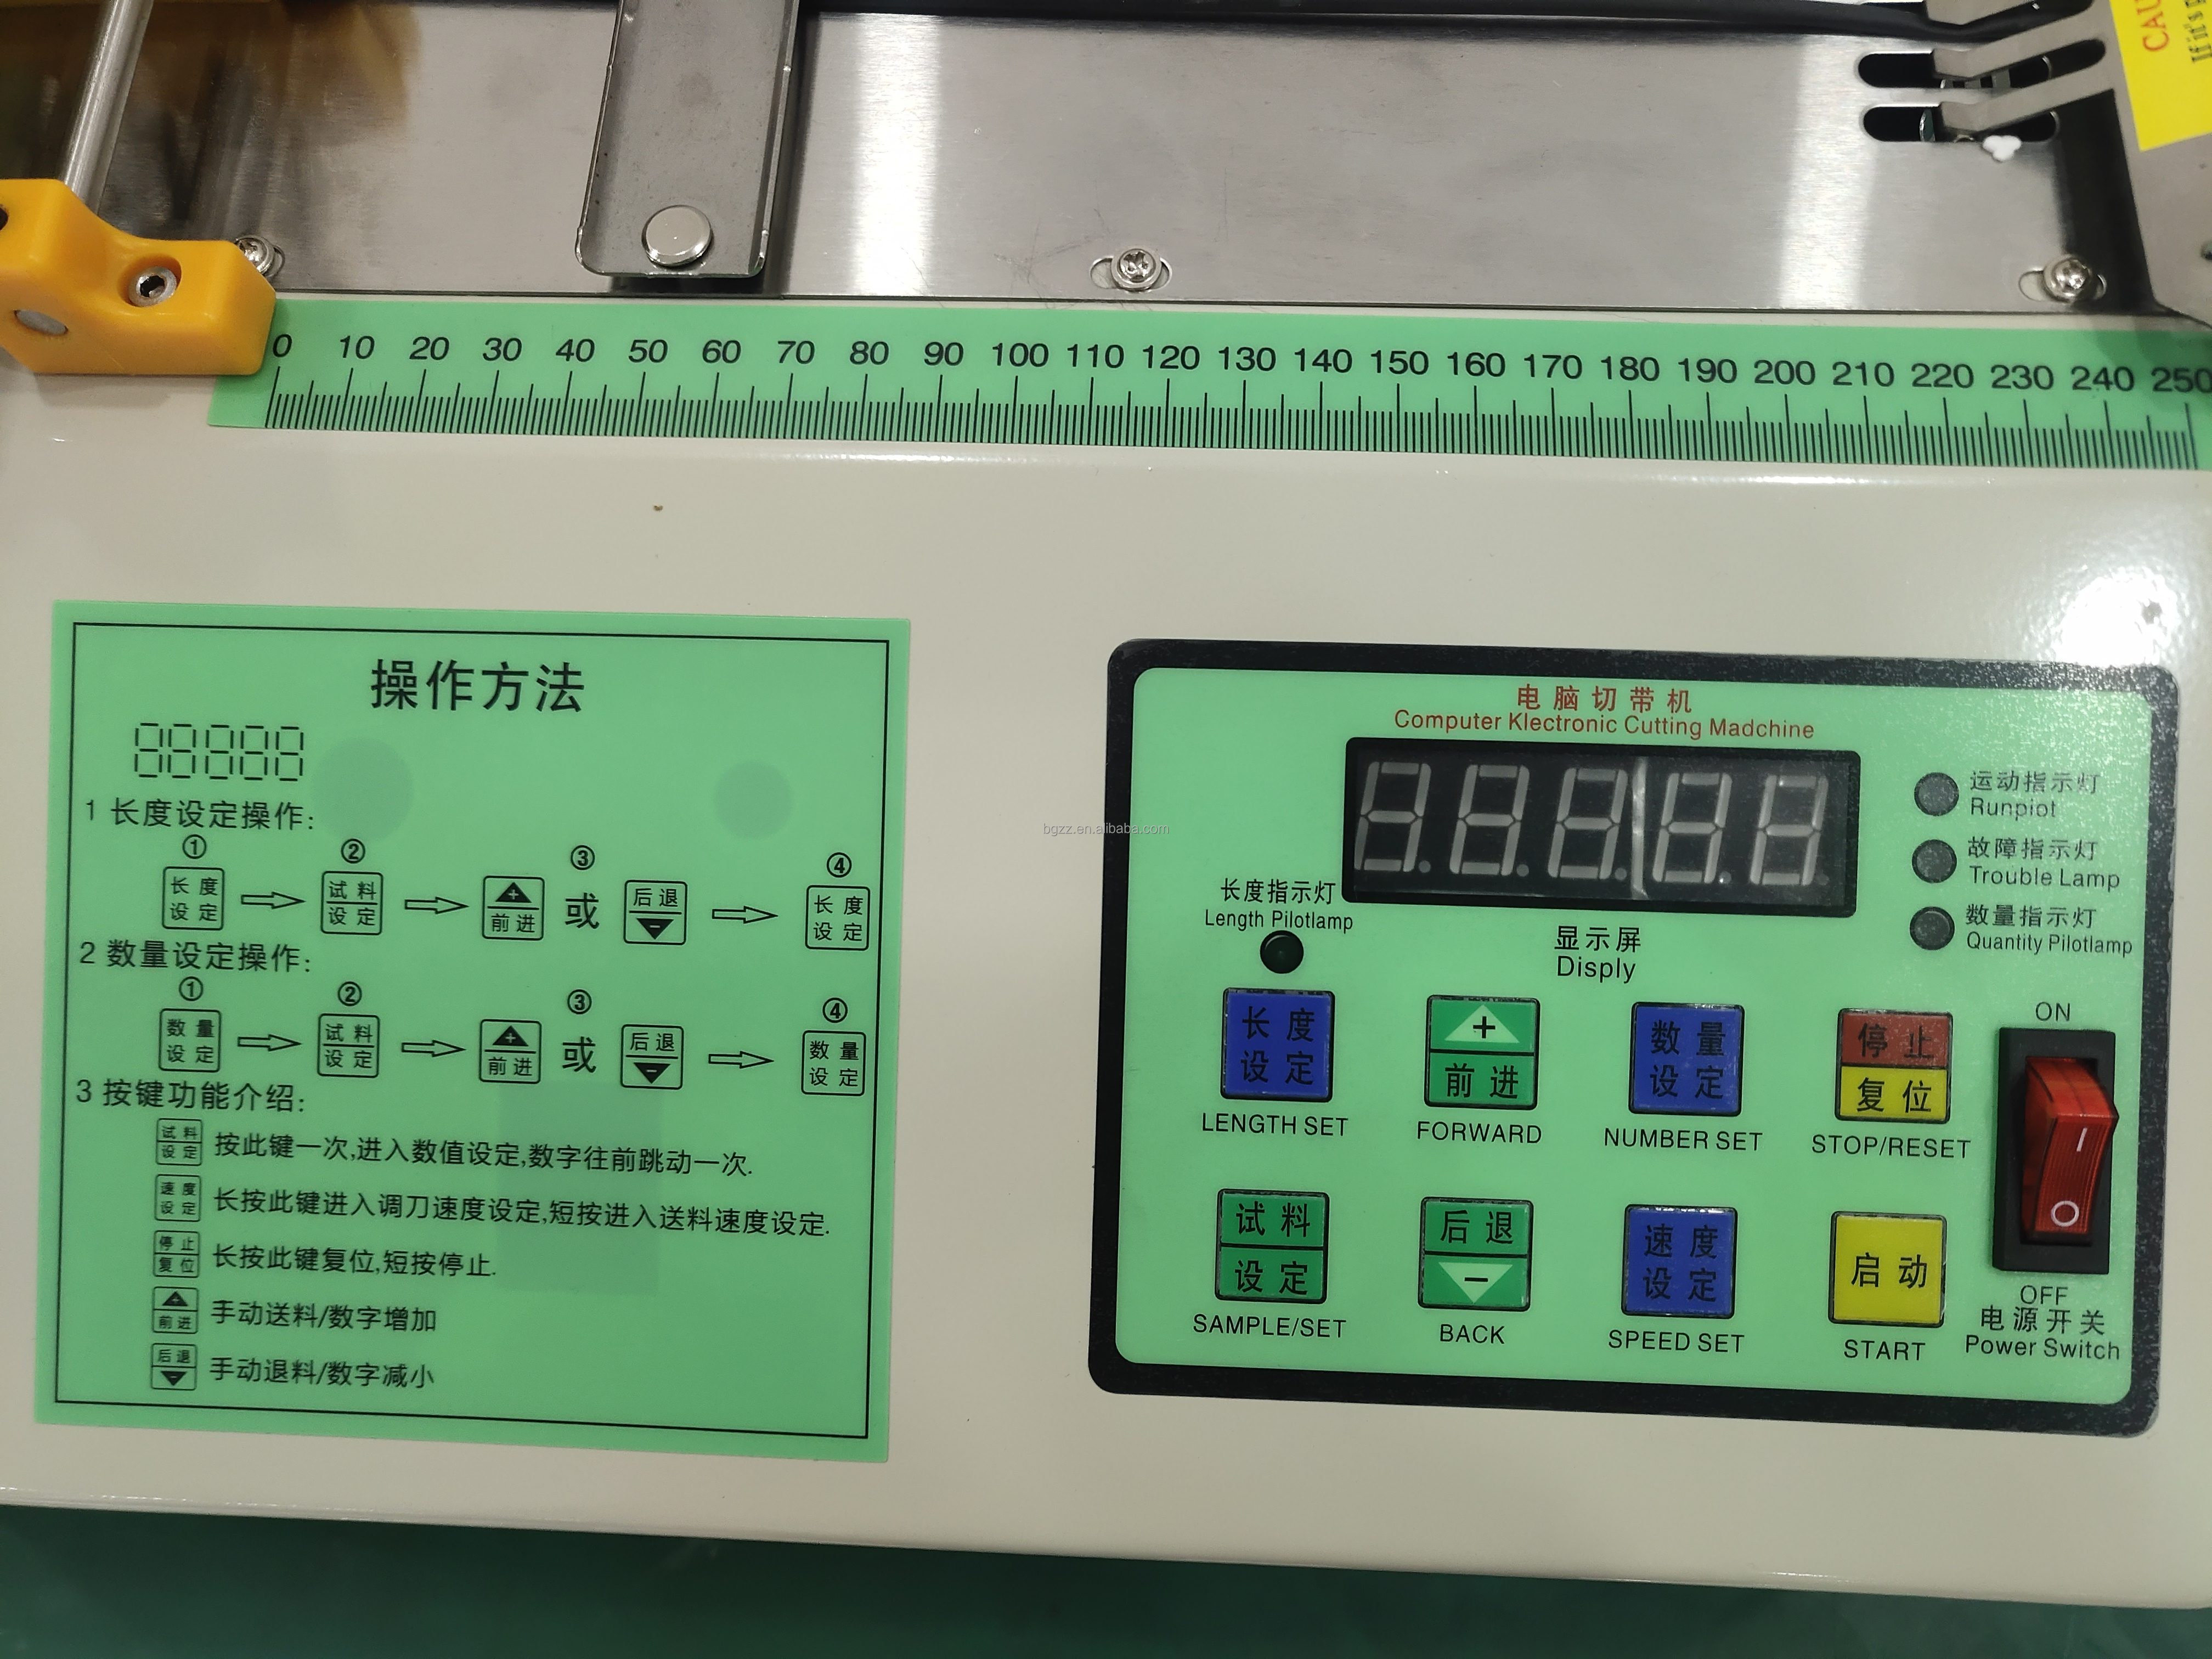 CAU
If it's
0 10 20 30 40 50 60 70 80 90 100 110 120 130 140 150 160 170 180 190 200 210 220 230 240 250
操作方法
88888
1 长度设定操作:
① ② ③ ④
长度设定 试料设定 + 前进 或 后退 - 长度设定
2 数量设定操作:
① ② ③ ④
数量设定 试料设定 + 前进 或 后退 - 数量设定
3 按键功能介绍:
试料设定 按此键一次,进入数值设定,数字往前跳动一次.
速度设定 长按此键进入调刀速度设定,短按进入送料速度设定.
停止复位 长按此键复位,短按停止.
+ 前进 手动送料/数字增加
后退 - 手动退料/数字减小
电脑切带机
Computer Klectronic Cutting Madchine
运动指示灯
Runpiot
故障指示灯
Trouble Lamp
数量指示灯
Quantity Pilotlamp
长度指示灯
Length Pilotlamp
显示屏
Disply
长度
设定
LENGTH SET
+
前进
FORWARD
数量
设定
NUMBER SET
停止
复位
STOP/RESET
试料
设定
SAMPLE/SET
后退
-
BACK
速度
设定
SPEED SET
启动
START
ON
OFF
电源开关
Power Switch
bgzz.en.alibaba.com